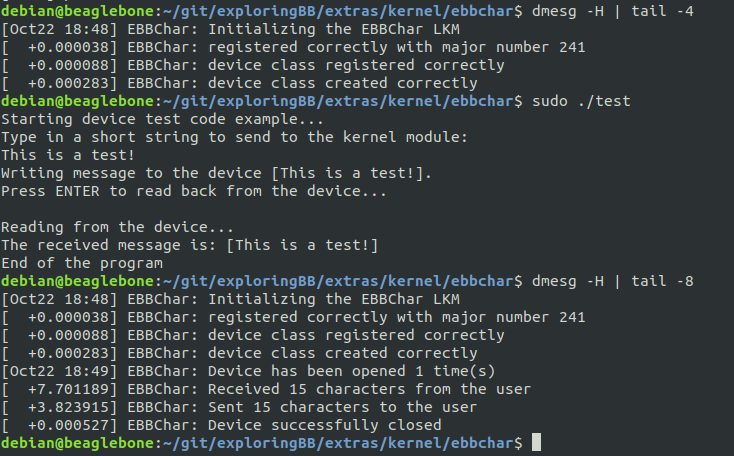 debian@beaglebone:~/git/exploringBB/extras/kernel/ebbchar$ dmesg -H | tail -4
[Oct22 18:48] EBBChar: Initializing the EBBChar LKM
[  +0.000038] EBBChar: registered correctly with major number 241
[  +0.000088] EBBChar: device class registered correctly
[  +0.000283] EBBChar: device class created correctly
debian@beaglebone:~/git/exploringBB/extras/kernel/ebbchar$ sudo ./test
Starting device test code example...
Type in a short string to send to the kernel module:
This is a test!
Writing message to the device [This is a test!].
Press ENTER to read back from the device...

Reading from the device...
The received message is: [This is a test!]
End of the program
debian@beaglebone:~/git/exploringBB/extras/kernel/ebbchar$ dmesg -H | tail -8
[Oct22 18:48] EBBChar: Initializing the EBBChar LKM
[  +0.000038] EBBChar: registered correctly with major number 241
[  +0.000088] EBBChar: device class registered correctly
[  +0.000283] EBBChar: device class created correctly
[Oct22 18:49] EBBChar: Device has been opened 1 time(s)
[  +7.701189] EBBChar: Received 15 characters from the user
[  +3.823915] EBBChar: Sent 15 characters to the user
[  +0.000527] EBBChar: Device successfully closed
debian@beaglebone:~/git/exploringBB/extras/kernel/ebbchar$